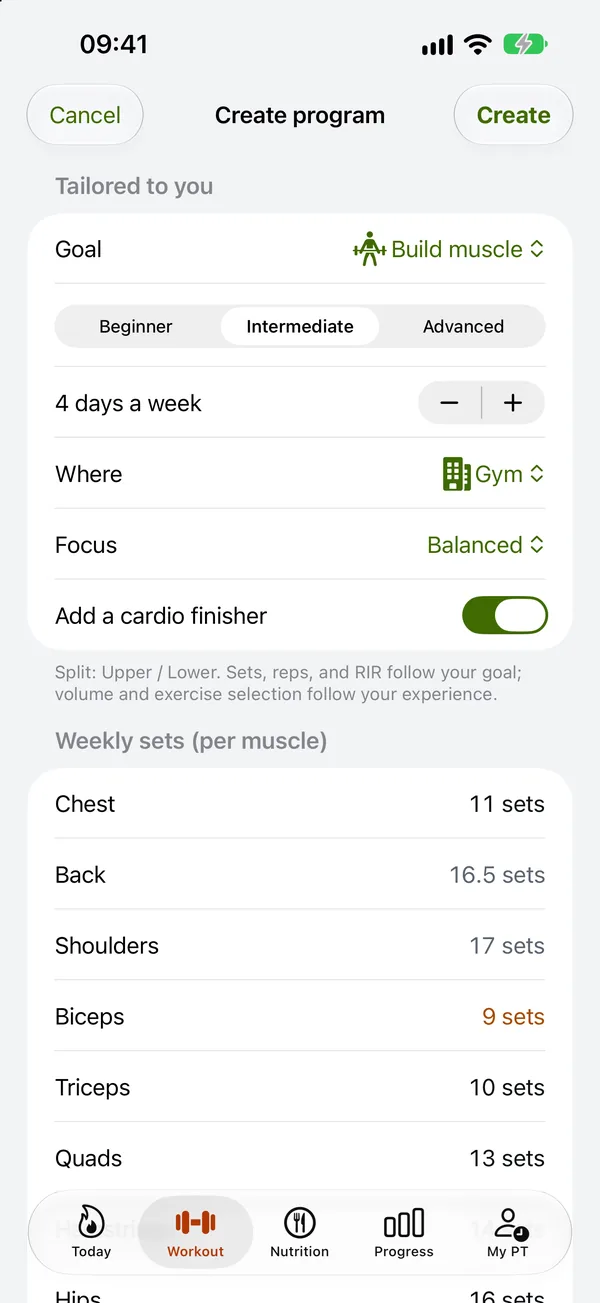 09:41
Cancel
Create program
Create
Tailored to you
Goal
Build muscle
Beginner
Intermediate
Advanced
4 days a week
Where
Gym
Focus
Balanced
Add a cardio finisher
Split: Upper / Lower. Sets, reps, and RIR follow your goal;
volume and exercise selection follow your experience.
Weekly sets (per muscle)
Chest
11 sets
Back
16.5 sets
Shoulders
17 sets
Biceps
9 sets
Triceps
10 sets
Quads
13 sets
Today
Workout
Nutrition
Progress
My PT
Hips
16 sets